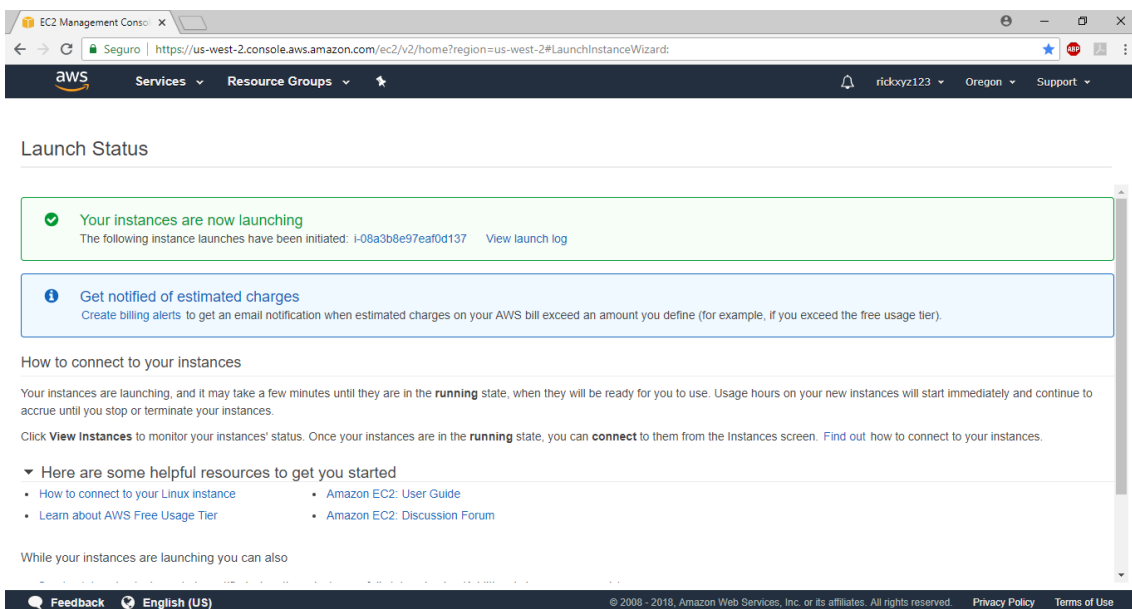 EC2 Management Consol
Seguro https://us-west-2.console.aws.amazon.com/ec2/v2/home?region=us-west-2#LaunchInstanceWizard:
ABP
aws Services Resource Groups rickxyz123 Oregon Support
Launch Status
Your instances are now launching
The following instance launches have been initiated: i-08a3b8e97eaf0d137 View launch log
Get notified of estimated charges
Create billing alerts to get an email notification when estimated charges on your AWS bill exceed an amount you define (for example, if you exceed the free usage tier).
How to connect to your instances
Your instances are launching, and it may take a few minutes until they are in the running state, when they will be ready for you to use. Usage hours on your new instances will start immediately and continue to
accrue until you stop or terminate your instances.
Click View Instances to monitor your instances' status. Once your instances are in the running state, you can connect to them from the Instances screen. Find out how to connect to your instances.
Here are some helpful resources to get you started
• How to connect to your Linux instance • Amazon EC2: User Guide
• Learn about AWS Free Usage Tier • Amazon EC2: Discussion Forum
While your instances are launching you can also
Feedback English (US) © 2008 - 2018, Amazon Web Services, Inc. or its affiliates. All rights reserved. Privacy Policy Terms of Use